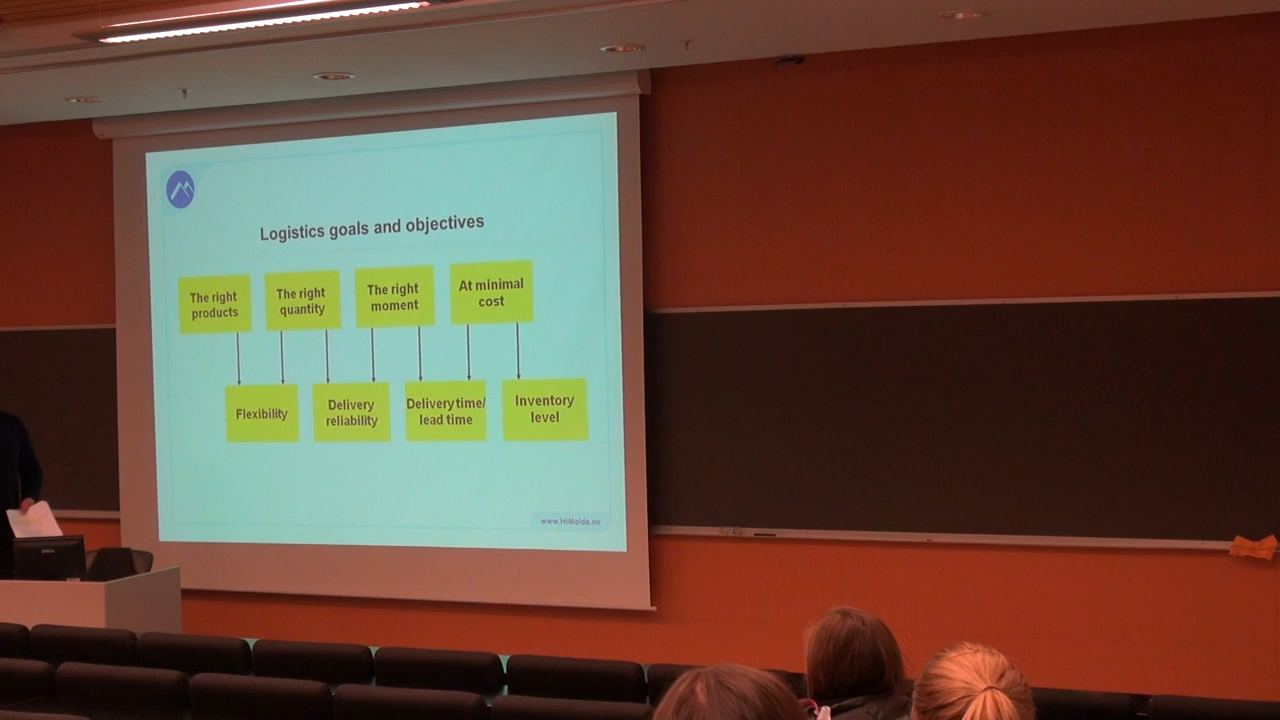 Logistics goals and objectives
The right
products
The right
quantity
The right
moment
At minimal
cost
Flexibility
Delivery
reliability
Delivery time/
lead time
Inventory
level
www.HiMolde.no